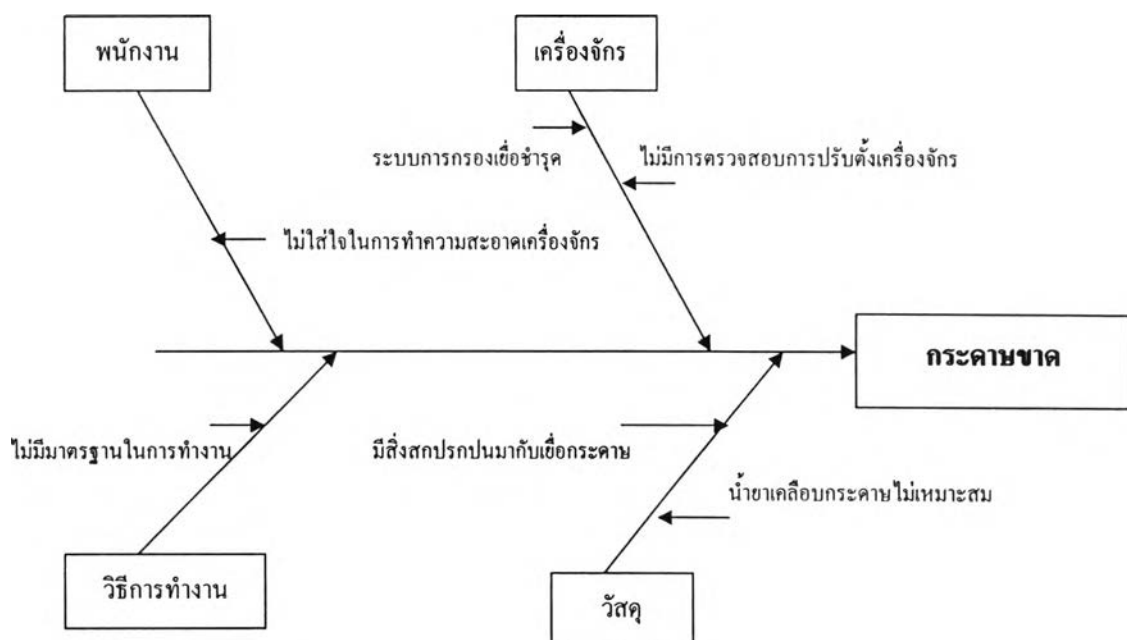 พนักงาน
เครื่องจักร
ระบบการกรองเยื่อชำรุด
ไม่มีการตรวจสอบการปรับตั้งเครื่องจักร
ไม่ใส่ใจในการทำความสะอาดเครื่องจักร
กระดาษขาด
ไม่มีมาตรฐานในการทำงาน
มีสิ่งสกปรกปนมากับเยื่อกระดาษ
น้ำยาเคลือบกระดาษไม่เหมาะสม
วิธีการทำงาน
วัสดุ